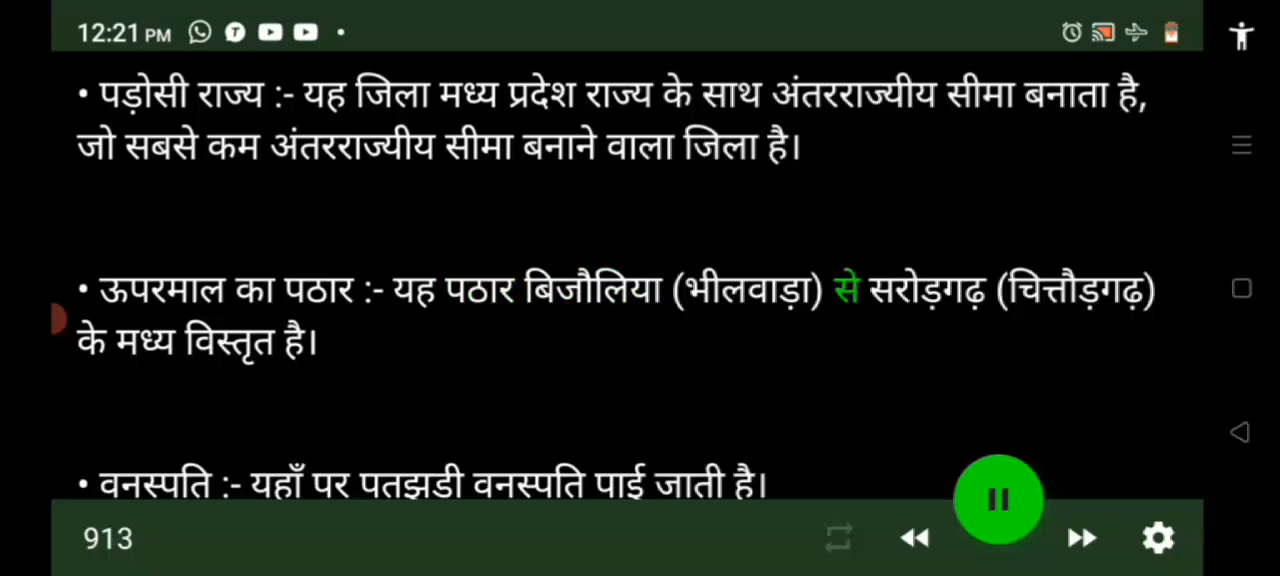 12:21 PM
• पड़ोसी राज्य :- यह जिला मध्य प्रदेश राज्य के साथ अंतरराज्यीय सीमा बनाता है,
जो सबसे कम अंतरराज्यीय सीमा बनाने वाला जिला है।
• ऊपरमाल का पठार :- यह पठार बिजौलिया (भीलवाड़ा) से सरोड़गढ़ (चित्तौड़गढ़)
के मध्य विस्तृत है।
• वनस्पति :- यहाँ पर पतझडी वनस्पति पाई जाती है।
913